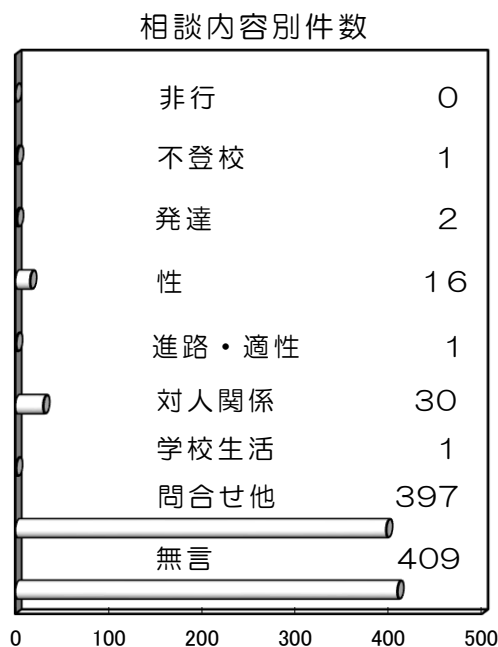 相談内容別件数
非行 0
不登校 1
発達 2
性 16
進路・適性 1
対人関係 30
学校生活 1
問合せ他 397
無言 409
0 100 200 300 400 500